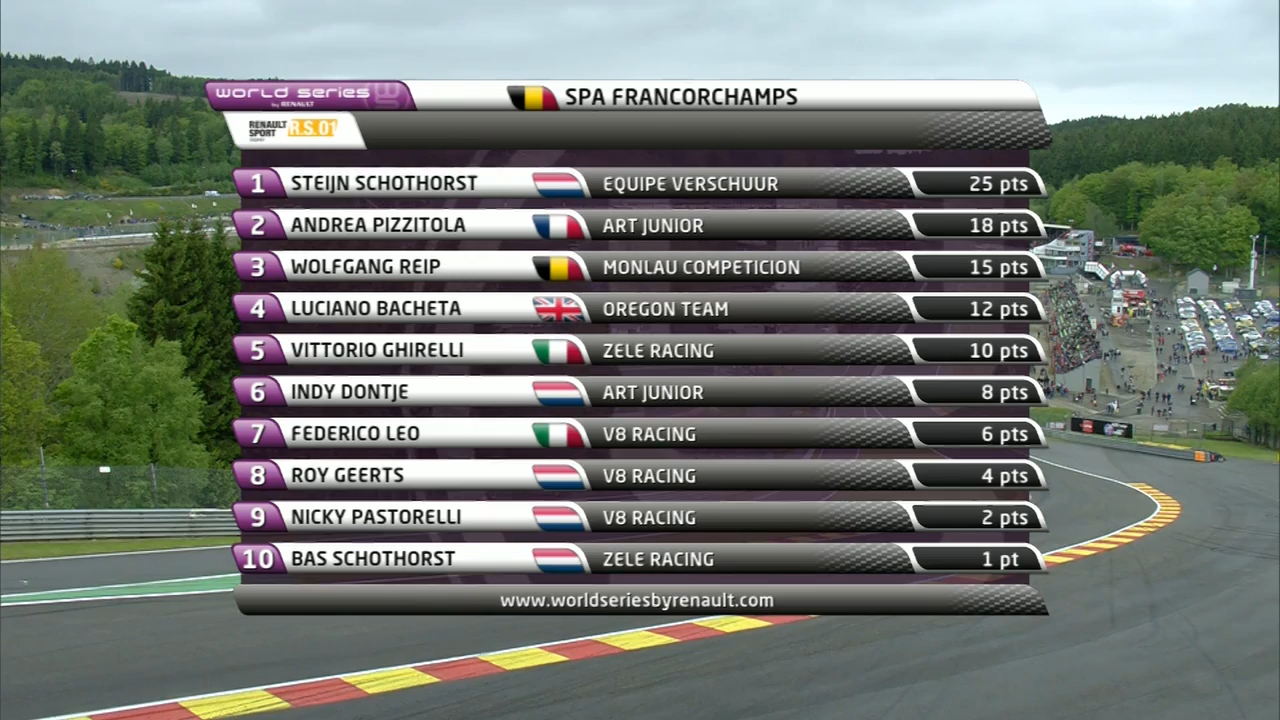 world series
by RENAULT
SPA FRANCORCHAMPS
RENAULT SPORT R.S.01
1 STEIJN SCHOTHORST EQUIPE VERSCHUUR 25 pts
2 ANDREA PIZZITOLA ART JUNIOR 18 pts
3 WOLFGANG REIP MONLAU COMPETICION 15 pts
4 LUCIANO BACHETA OREGON TEAM 12 pts
5 VITTORIO GHIRELLI ZELE RACING 10 pts
6 INDY DONTJE ART JUNIOR 8 pts
7 FEDERICO LEO V8 RACING 6 pts
8 ROY GEERTS V8 RACING 4 pts
9 NICKY PASTORELLI V8 RACING 2 pts
10 BAS SCHOTHORST ZELE RACING 1 pt
www.worldseriesbyrenault.com